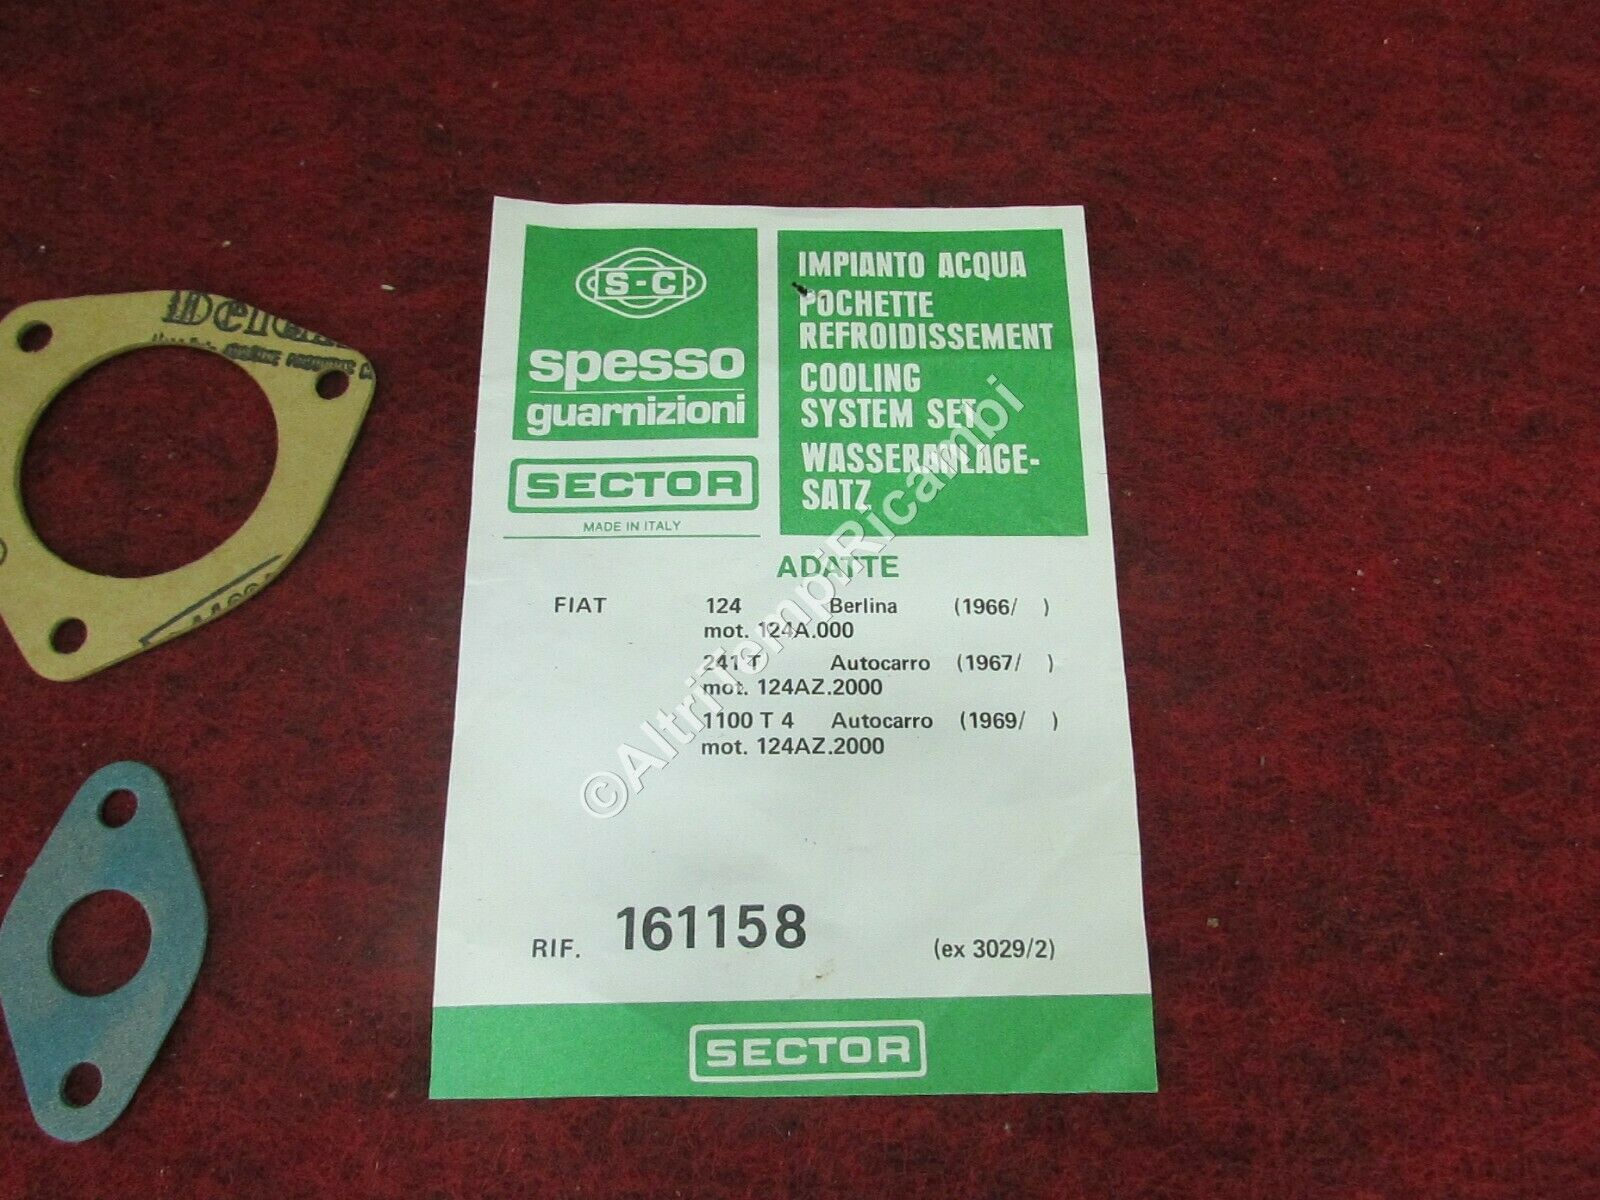 S-C
spesso
guarnizioni
SECTOR
MADE IN ITALY
IMPIANTO ACQUA
POCHETTE
REFROIDISSEMENT
COOLING
SYSTEM SET
WASSERANLAGE-
SATZ
ADATTE
FIAT 124 Berlina (1966/ )
mot. 124A.000
241 T Autocarro (1967/ )
mot. 124AZ.2000
1100 T 4 Autocarro (1969/ )
mot. 124AZ.2000
RIF. 161158 (ex 3029/2)
SECTOR
©AltriTempiRicambi